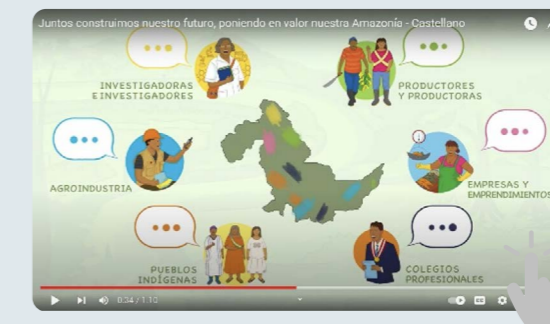 Juntos construimos nuestro futuro, poniendo en valor nuestra Amazonía - Castellano
INVESTIGADORAS
E INVESTIGADORES
PRODUCTORES
Y PRODUCTORAS
AGROINDUSTRIA
EMPRESAS Y
EMPRENDIMIENTOS
PUEBLOS
INDÍGENAS
COLEGIOS
PROFESIONALES
0:34 / 1:10